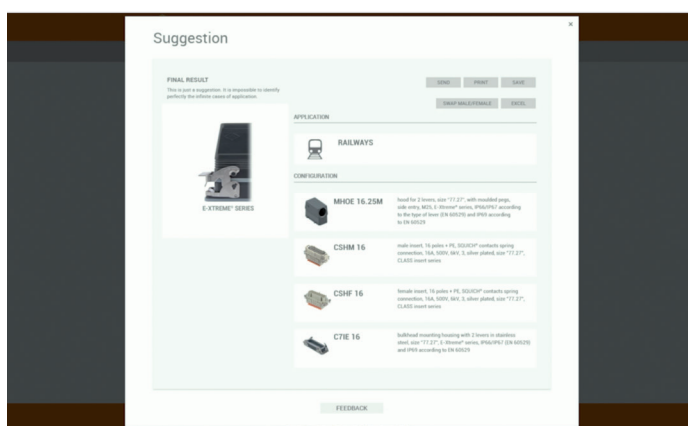 ×
Suggestion
FINAL RESULT
This is just a suggestion. It is impossible to identify
perfectly the infinite cases of application.
SEND PRINT SAVE
SWAP MALE/FEMALE EXCEL
E-XTREME® SERIES
APPLICATION
RAILWAYS
CONFIGURATION
MHOE 16.25M
hood for 2 levers, size "77.27", with moulded pegs,
side entry, M25, E-Xtreme® series, IP66/IP67 according
to the type of lever (EN 60529) and IP69 according
to EN 60529
CSHM 16
male insert, 16 poles + PE, SQUICH® contacts spring
connection, 16A, 500V, 6kV, 3, silver plated, size "77.27",
CLASS insert series
CSHF 16
female insert, 16 poles + PE, SQUICH® contacts spring
connection, 16A, 500V, 6kV, 3, silver plated, size "77.27",
CLASS insert series
C7IE 16
bulkhead mounting housing with 2 levers in stainless
steel, size "77.27", E-Xtreme® series, IP66/IP67 (EN 60529)
and IP69 according to EN 60529
FEEDBACK